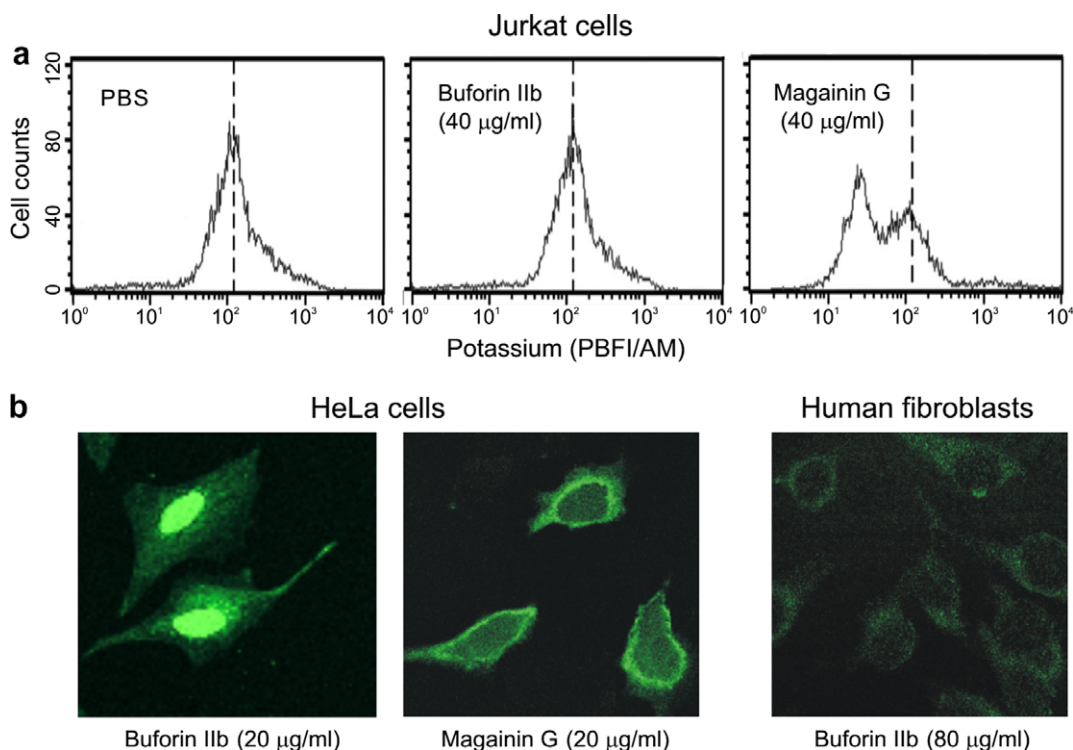 Jurkat cells
a
PBS
Buforin IIb
(40 μg/ml)
Magainin G
(40 μg/ml)
Cell counts
120
80
40
0
10⁰ 10¹ 10² 10³ 10⁴
10⁰ 10¹ 10² 10³ 10⁴
10⁰ 10¹ 10² 10³ 10⁴
Potassium (PBFI/AM)
b
HeLa cells
Human fibroblasts
Buforin IIb (20 μg/ml)
Magainin G (20 μg/ml)
Buforin IIb (80 μg/ml)